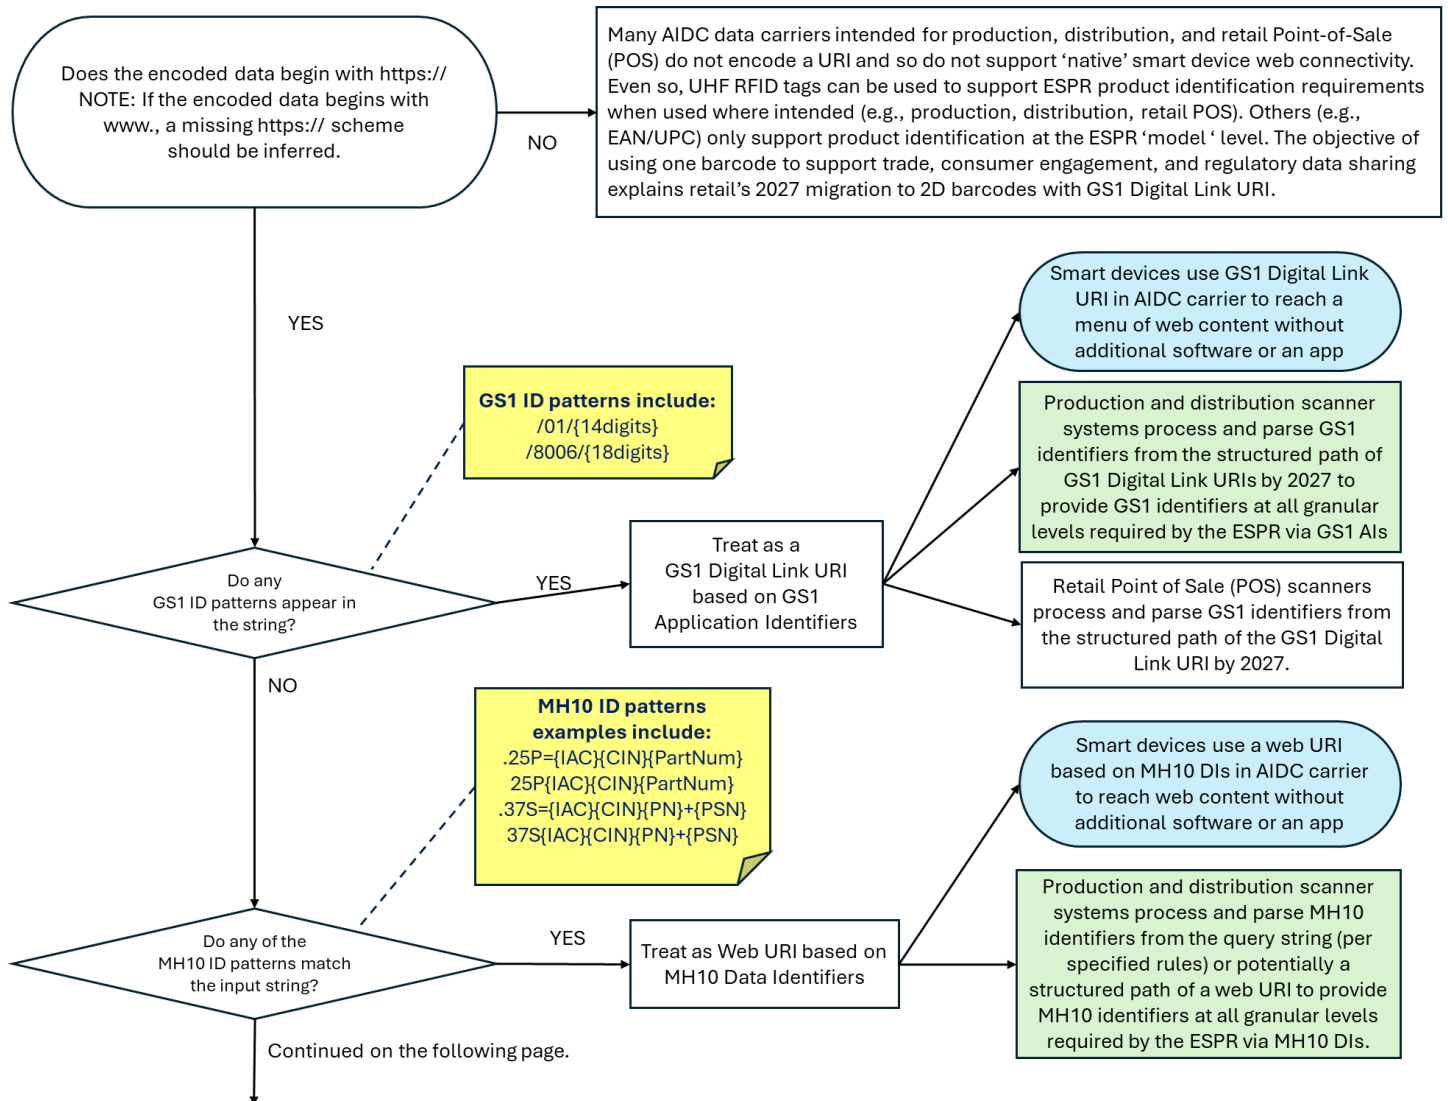 Does the encoded data begin with https://
NOTE: If the encoded data begins with
www., a missing https:// scheme
should be inferred.
NO
Many AIDC data carriers intended for production, distribution, and retail Point-of-Sale
(POS) do not encode a URI and so do not support ‘native’ smart device web connectivity.
Even so, UHF RFID tags can be used to support ESPR product identification requirements
when used where intended (e.g., production, distribution, retail POS). Others (e.g.,
EAN/UPC) only support product identification at the ESPR ‘model ‘ level. The objective of
using one barcode to support trade, consumer engagement, and regulatory data sharing
explains retail’s 2027 migration to 2D barcodes with GS1 Digital Link URI.
YES
GS1 ID patterns include:
/01/{14digits}
/8006/{18digits}
Do any
GS1 ID patterns appear in
the string?
YES
Treat as a
GS1 Digital Link URI
based on GS1
Application Identifiers
Smart devices use GS1 Digital Link
URI in AIDC carrier to reach a
menu of web content without
additional software or an app
Production and distribution scanner
systems process and parse GS1
identifiers from the structured path of
GS1 Digital Link URIs by 2027 to
provide GS1 identifiers at all granular
levels required by the ESPR via GS1 AIs
Retail Point of Sale (POS) scanners
process and parse GS1 identifiers from
the structured path of the GS1 Digital
Link URI by 2027.
NO
MH10 ID patterns
examples include:
.25P={IAC}{CIN}{PartNum}
25P{IAC}{CIN}{PartNum}
.37S={IAC}{CIN}{PN}+{PSN}
37S{IAC}{CIN}{PN}+{PSN}
Do any of the
MH10 ID patterns match
the input string?
YES
Treat as Web URI based on
MH10 Data Identifiers
Smart devices use a web URI
based on MH10 DIs in AIDC carrier
to reach web content without
additional software or an app
Production and distribution scanner
systems process and parse MH10
identifiers from the query string (per
specified rules) or potentially a
structured path of a web URI to provide
MH10 identifiers at all granular levels
required by the ESPR via MH10 DIs.
Continued on the following page.